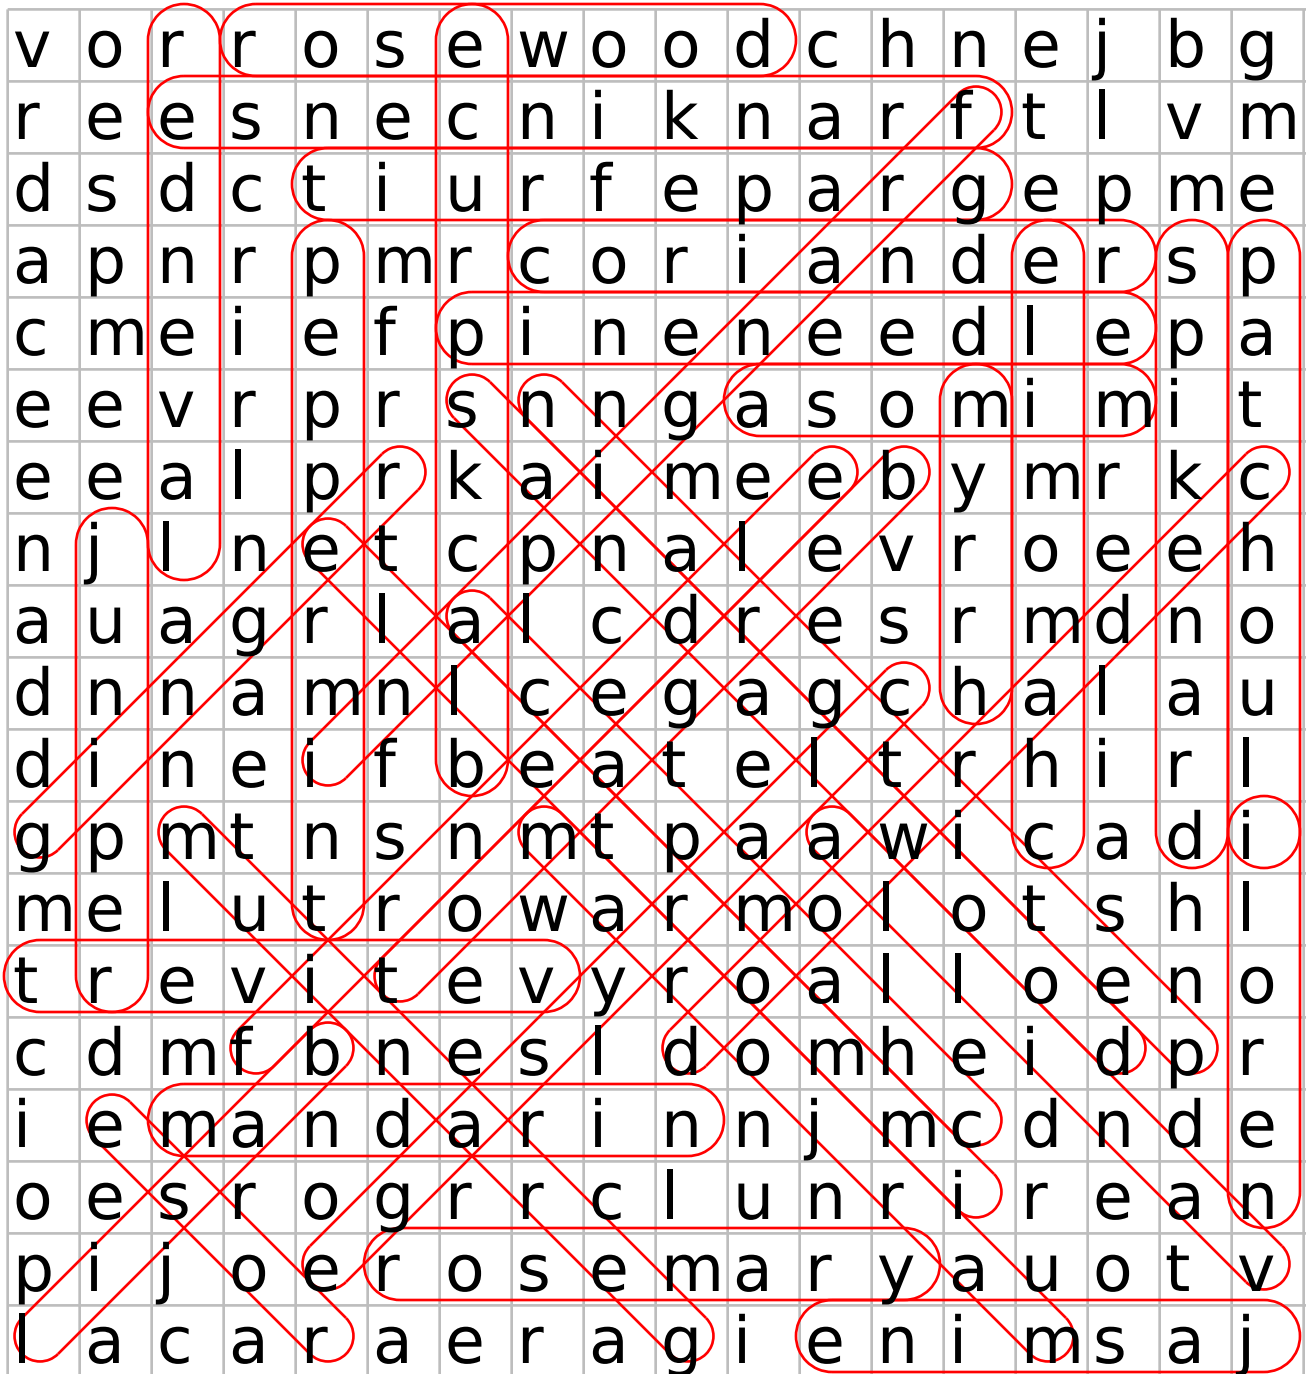 v o r r o s e w o o d c h n e j b g
r e e s n e c n i k n a r f t l v m
d s d c t i u r f e p a r g e p m e
a p n r p m r c o r i a n d e r s p
c m e i e f p i n e n e e d l e p a
e e v r p r s n n g a s o m i m i t
e e a l p r k a i m e e b y m r k c
n j l n e t c p n a l e v r o e e h
a u a g r l a l c d r e s r m d n o
d n n a m n l c e g a g c h a l a u
d i n e i f b e a t e l t r h i r l
g p m t n s n m t p a a w i c a d i
m e l u t r o w a r m o l o t s h l
t r e v i t e v y r o a l l o e n o
c d m f b n e s l d o m h e i d p r
i e m a n d a r i n n j m c d n d e
o e s r o g r r c l u n r i r e a n
p i j o e r o s e m a r y a u o t v
l a c a r a e r a g i e n i m s a j